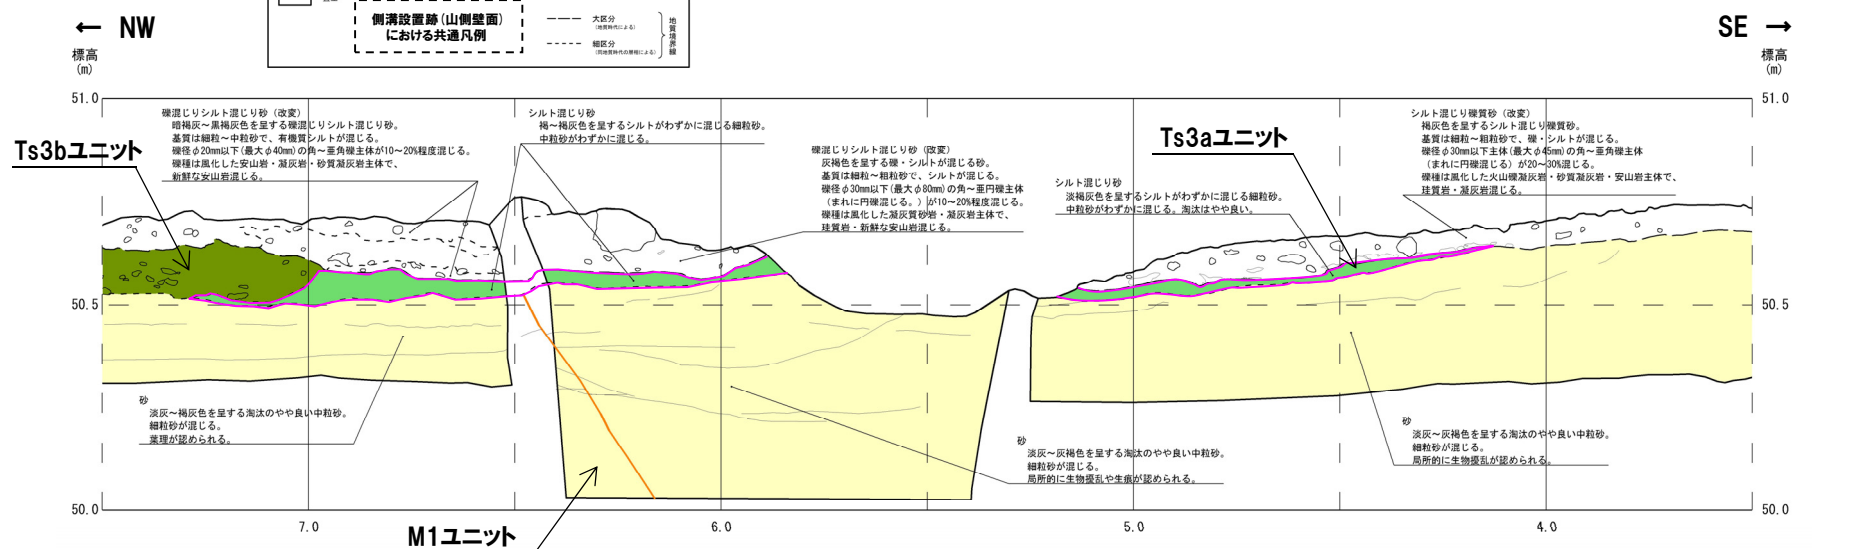 ← NW
標高
(m)
側溝設置跡(山側壁面)
における共通凡例
大区分
(地質時代による)
細区分
(同地質時代の層相による)
地質境界線
SE →
標高
(m)
51.0
51.0
礫混じりシルト混じり砂(改変)
暗褐灰～黒褐灰色を呈する礫混じりシルト混じり砂。
基質は細粒～中粒砂で、有機質シルトが混じる。
礫径φ20mm以下(最大φ40mm)の角～亜角礫主体が10～20%程度混じる。
礫種は風化した安山岩・凝灰岩・砂質凝灰岩主体で、
新鮮な安山岩混じる。
Ts3bユニット
シルト混じり砂
褐～褐灰色を呈するシルトがわずかに混じる細粒砂。
中粒砂がわずかに混じる。
礫混じりシルト混じり砂(改変)
灰褐色を呈する礫・シルトが混じる砂。
基質は細粒～粗粒砂で、シルトが混じる。
礫径φ30mm以下(最大φ80mm)の角～亜円礫主体
(まれに円礫混じる。)が10～20%程度混じる。
礫種は風化した凝灰質砂岩・凝灰岩主体で、
珪質岩・新鮮な安山岩混じる。
Ts3aユニット
シルト混じり砂
淡褐灰色を呈するシルトがわずかに混じる細粒砂。
中粒砂がわずかに混じる。淘汰はやや良い。
シルト混じり礫質砂(改変)
褐灰色を呈するシルト混じり礫質砂。
基質は細粒～粗粒砂で、礫・シルトが混じる。
礫径φ30mm以下主体(最大φ45mm)の角～亜角礫主体
(まれに円礫混じる)が20～30%混じる。
礫種は風化した火山礫凝灰岩・砂質凝灰岩・安山岩主体で、
珪質岩・凝灰岩混じる。
50.5
50.5
砂
淡灰～褐灰色を呈する淘汰のやや良い中粒砂。
細粒砂が混じる。
葉理が認められる。
砂
淡灰～灰褐色を呈する淘汰のやや良い中粒砂。
細粒砂が混じる。
局所的に生物擾乱や生痕が認められる。
砂
淡灰～灰褐色を呈する淘汰のやや良い中粒砂。
細粒砂が混じる。
局所的に生物擾乱が認められる。
50.0
50.0
7.0
6.0
5.0
4.0
M1ユニット